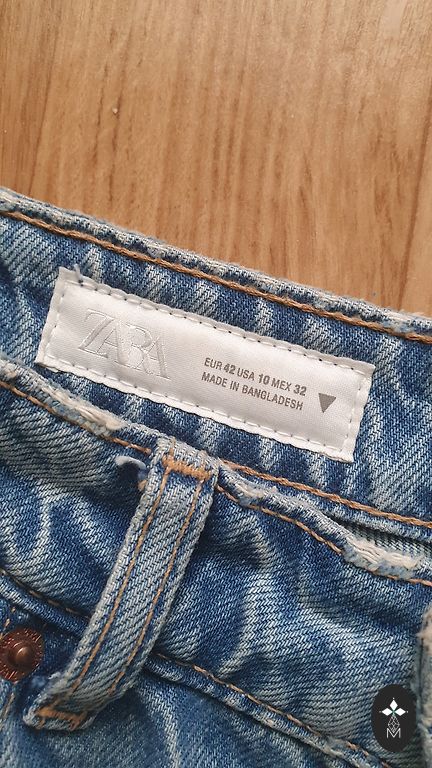 ZARA
EUR 42 USA 10 MEX 32
MADE IN BANGLADESH
M